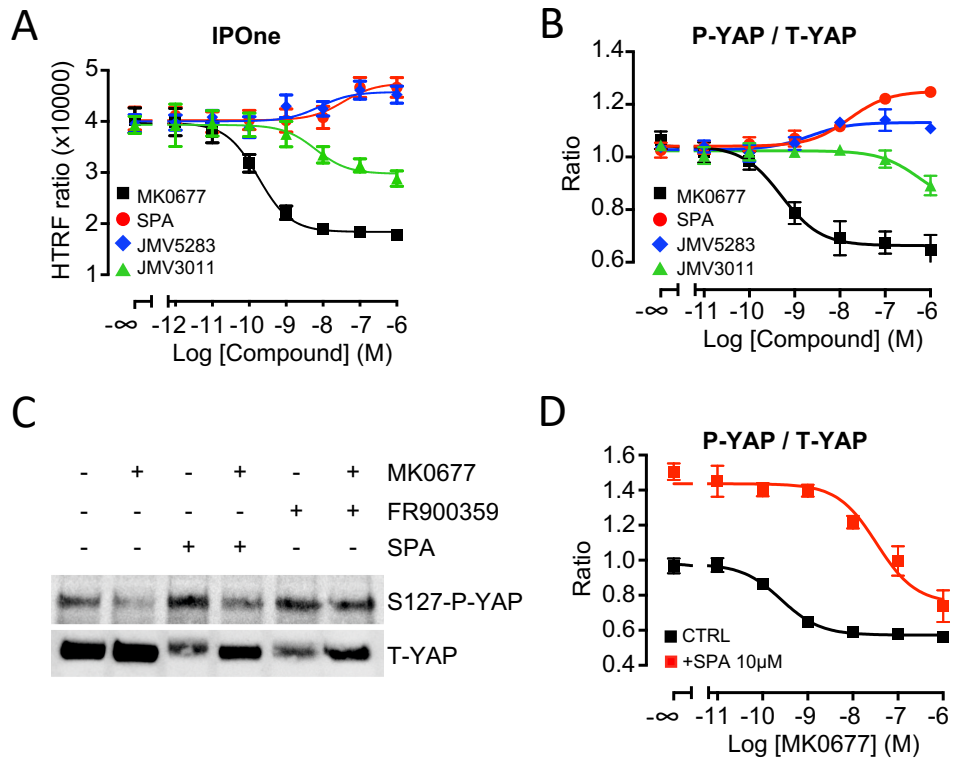 A
IPOne
HTRF ratio (x10000)
5
4
3
2
1
MK0677
SPA
JMV5283
JMV3011
-∞ -12 -11 -10 -9 -8 -7 -6
Log [Compound] (M)
B
P-YAP / T-YAP
Ratio
1.4
1.2
1.0
0.8
0.6
MK0677
SPA
JMV5283
JMV3011
-∞ -11 -10 -9 -8 -7 -6
Log [Compound] (M)
C
- + - + - + MK0677
- - - - + + FR900359
- - + + - - SPA
S127-P-YAP
T-YAP
D
P-YAP / T-YAP
Ratio
1.6
1.4
1.2
1.0
0.8
0.6
0.4
CTRL
+SPA 10µM
-∞ -11 -10 -9 -8 -7 -6
Log [MK0677] (M)